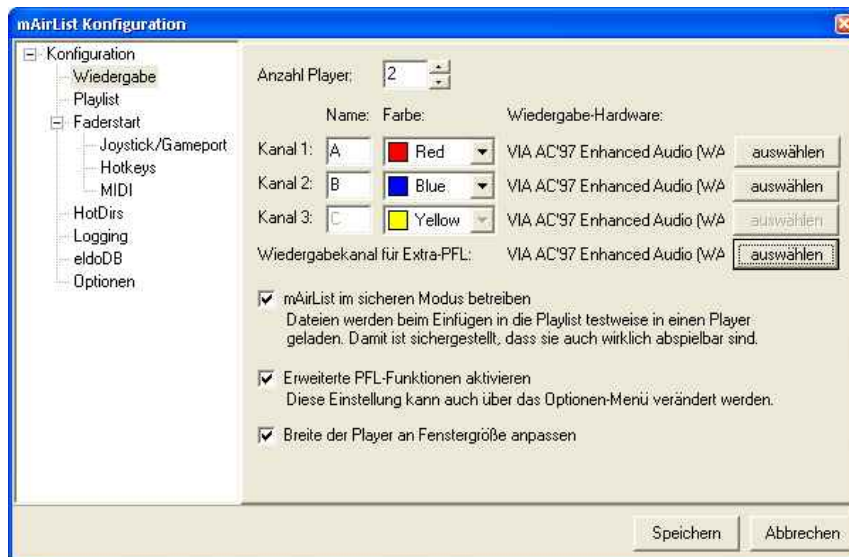 mAirList Konfiguration
Konfiguration
Wiedergabe
Playlist
Faderstart
Joystick/Gameport
Hotkeys
MIDI
HotDirs
Logging
eldoDB
Optionen
Anzahl Player: 2
Name: Farbe: Wiedergabe-Hardware:
Kanal 1: A Red VIA AC'97 Enhanced Audio (WA auswählen
Kanal 2: B Blue VIA AC'97 Enhanced Audio (WA auswählen
Kanal 3: C Yellow VIA AC'97 Enhanced Audio (WA auswählen
Wiedergabekanal für Extra-PFL: VIA AC'97 Enhanced Audio (WA auswählen
mAirList im sicheren Modus betreiben
Dateien werden beim Einfügen in die Playlist testweise in einen Player
geladen. Damit ist sichergestellt, dass sie auch wirklich abspielbar sind.
Erweiterte PFL-Funktionen aktivieren
Diese Einstellung kann auch über das Optionen-Menü verändert werden.
Breite der Player an Fenstergröße anpassen
Speichern Abbrechen